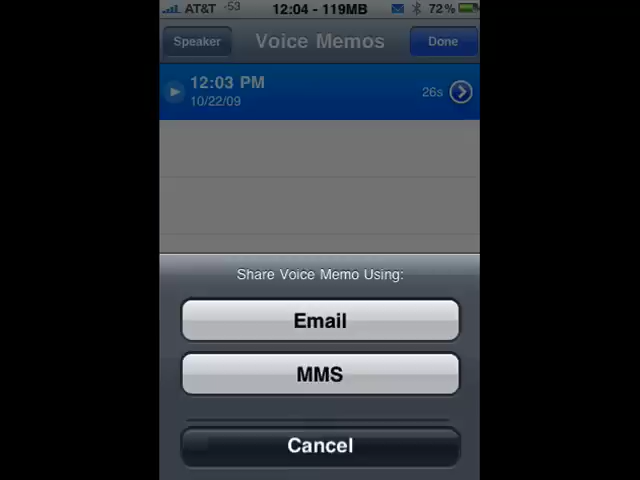 AT&T -53 12:04 - 119MB 72%
Speaker Voice Memos Done
12:03 PM
10/22/09 26s
Share Voice Memo Using:
Email
MMS
Cancel